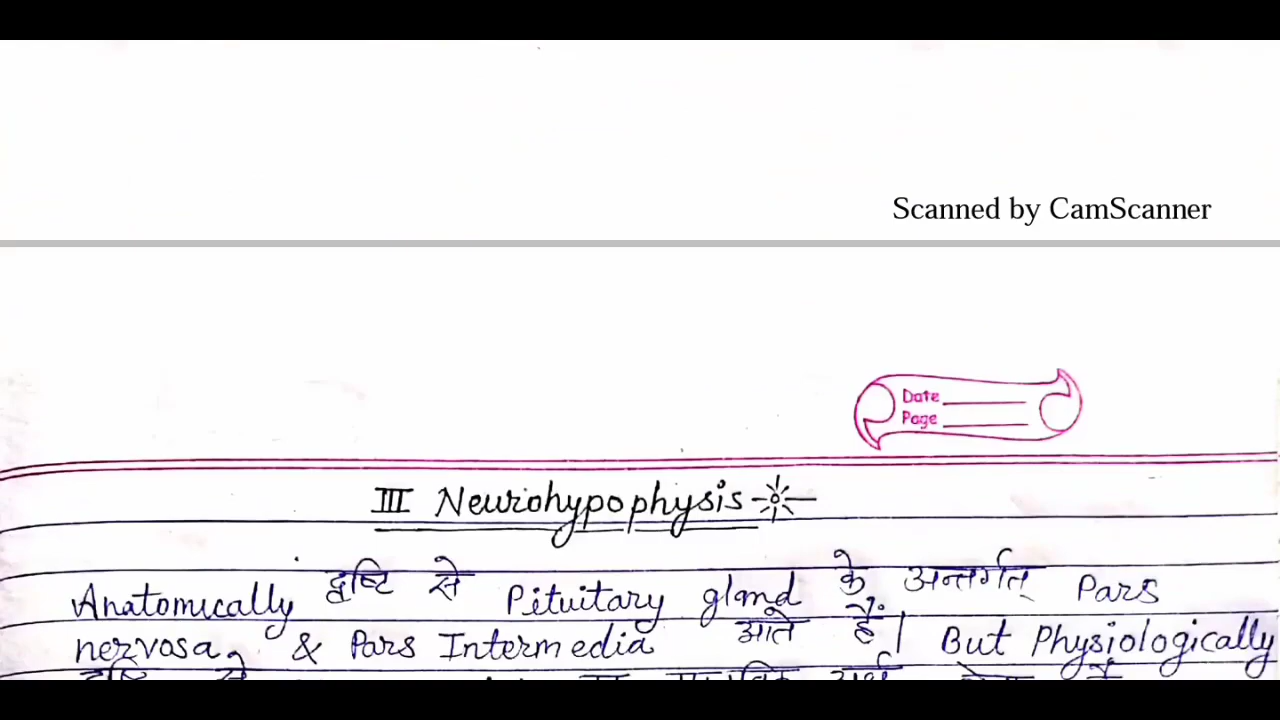 Scanned by CamScanner
Date
Page
III Neurohypophysis
Anatomically दृष्टि से Pituitary gland के अन्तर्गत Pars
nervosa & Pars Intermedia आते हैं। But Physiologically
दृष्टि से